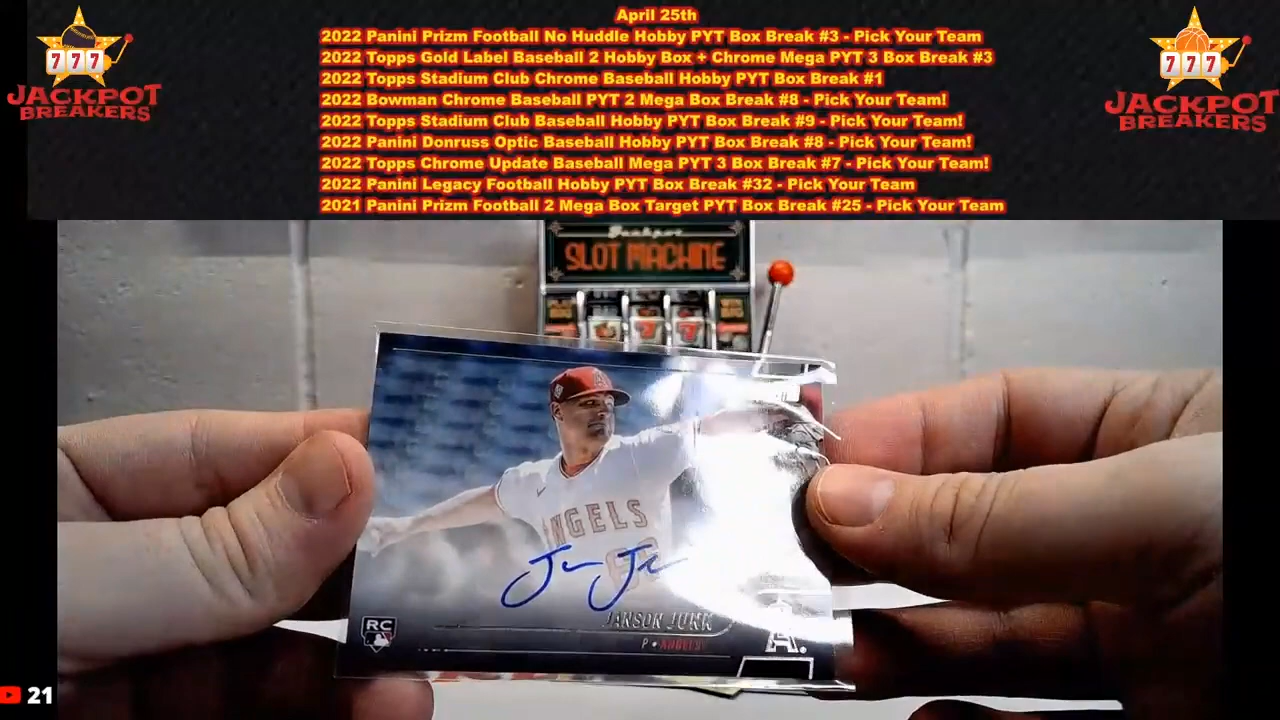 April 25th
2022 Panini Prizm Football No Huddle Hobby PYT Box Break #3 - Pick Your Team
2022 Topps Gold Label Baseball 2 Hobby Box + Chrome Mega PYT 3 Box Break #3
2022 Topps Stadium Club Chrome Baseball Hobby PYT Box Break #1
2022 Bowman Chrome Baseball PYT 2 Mega Box Break #8 - Pick Your Team!
2022 Topps Stadium Club Baseball Hobby PYT Box Break #9 - Pick Your Team!
2022 Panini Donruss Optic Baseball Hobby PYT Box Break #8 - Pick Your Team!
2022 Topps Chrome Update Baseball Mega PYT 3 Box Break #7 - Pick Your Team!
2022 Panini Legacy Football Hobby PYT Box Break #32 - Pick Your Team
2021 Panini Prizm Football 2 Mega Box Target PYT Box Break #25 - Pick Your Team
777
JACKPOT
BREAKERS
777
JACKPOT
BREAKERS
Jackpot
SLOT MACHINE
7 7
A
ANGELS
JANSON JUNK
P • ANGELS
RC
A
21